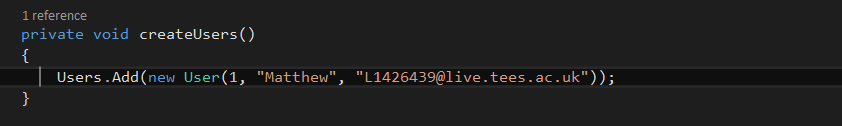 1 reference
private void createUsers()
{
Users.Add(new User(1, "Matthew", "L1426439@live.tees.ac.uk"));
}